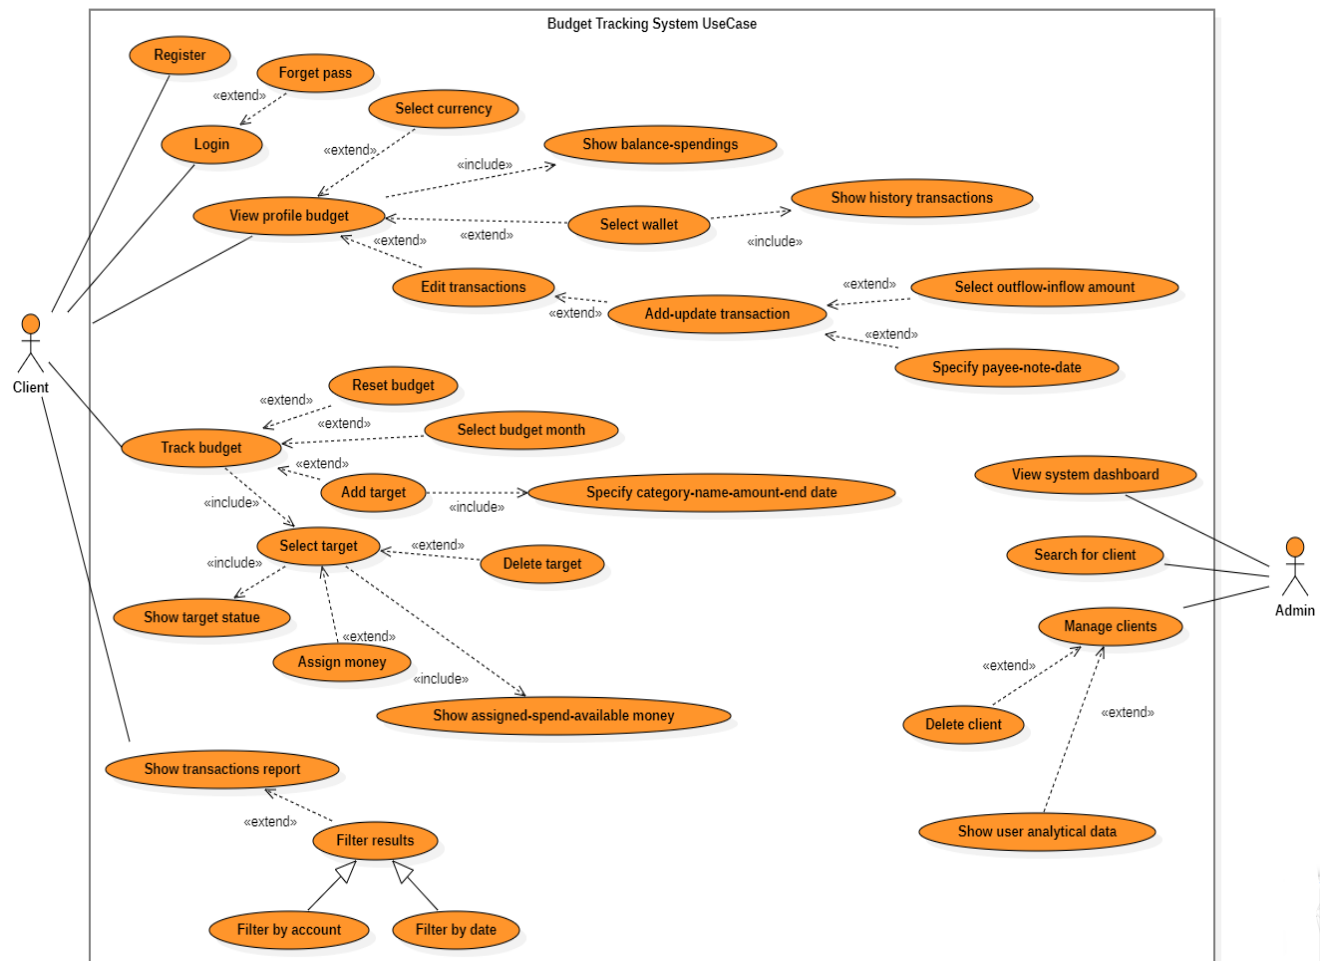 Budget Tracking System UseCase
Register
Forget pass
«extend»
Select currency
Login
«extend»
Show balance-spendings
«include»
View profile budget
Select wallet
Show history transactions
«extend»
«include»
«extend»
Edit transactions
Select outflow-inflow amount
«extend»
Add-update transaction
«extend»
«extend»
Specify payee-note-date
Client
Reset budget
«extend»
Select budget month
«extend»
Track budget
«extend»
Add target
Specify category-name-amount-end date
«include»
«include»
View system dashboard
Select target
«extend»
Delete target
Search for client
«include»
Show target statue
Admin
Manage clients
«extend»
Assign money
«extend»
«include»
Show assigned-spend-available money
Delete client
«extend»
Show transactions report
«extend»
Filter results
Show user analytical data
Filter by account
Filter by date